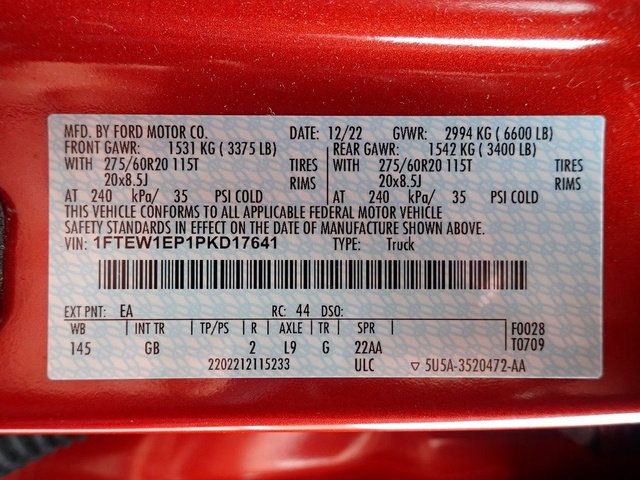 MFD. BY FORD MOTOR CO. DATE: 12/22 GVWR: 2994 KG ( 6600 LB)
FRONT GAWR: 1531 KG ( 3375 LB) REAR GAWR: 1542 KG ( 3400 LB)
WITH 275/60R20 115T TIRES WITH 275/60R20 115T TIRES
20x8.5J RIMS 20x8.5J RIMS
AT 240 kPa/ 35 PSI COLD AT 240 kPa/ 35 PSI COLD
THIS VEHICLE CONFORMS TO ALL APPLICABLE FEDERAL MOTOR VEHICLE
SAFETY STANDARDS IN EFFECT ON THE DATE OF MANUFACTURE SHOWN ABOVE.
VIN: 1FTEW1EP1PKD17641 TYPE: Truck
EXT PNT: EA RC: 44 DSO:
WB INT TR TP/PS R AXLE TR SPR F0028
145 GB 2 L9 G 22AA T0709
2202212115233 ULC ▽ 5U5A-3520472-AA